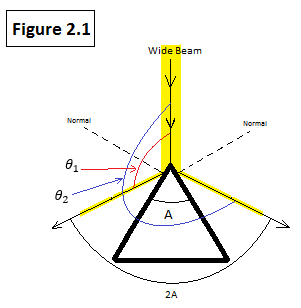 Figure 2.1
Wide Beam
Normal
Normal
θ₁
θ₂
A
2A